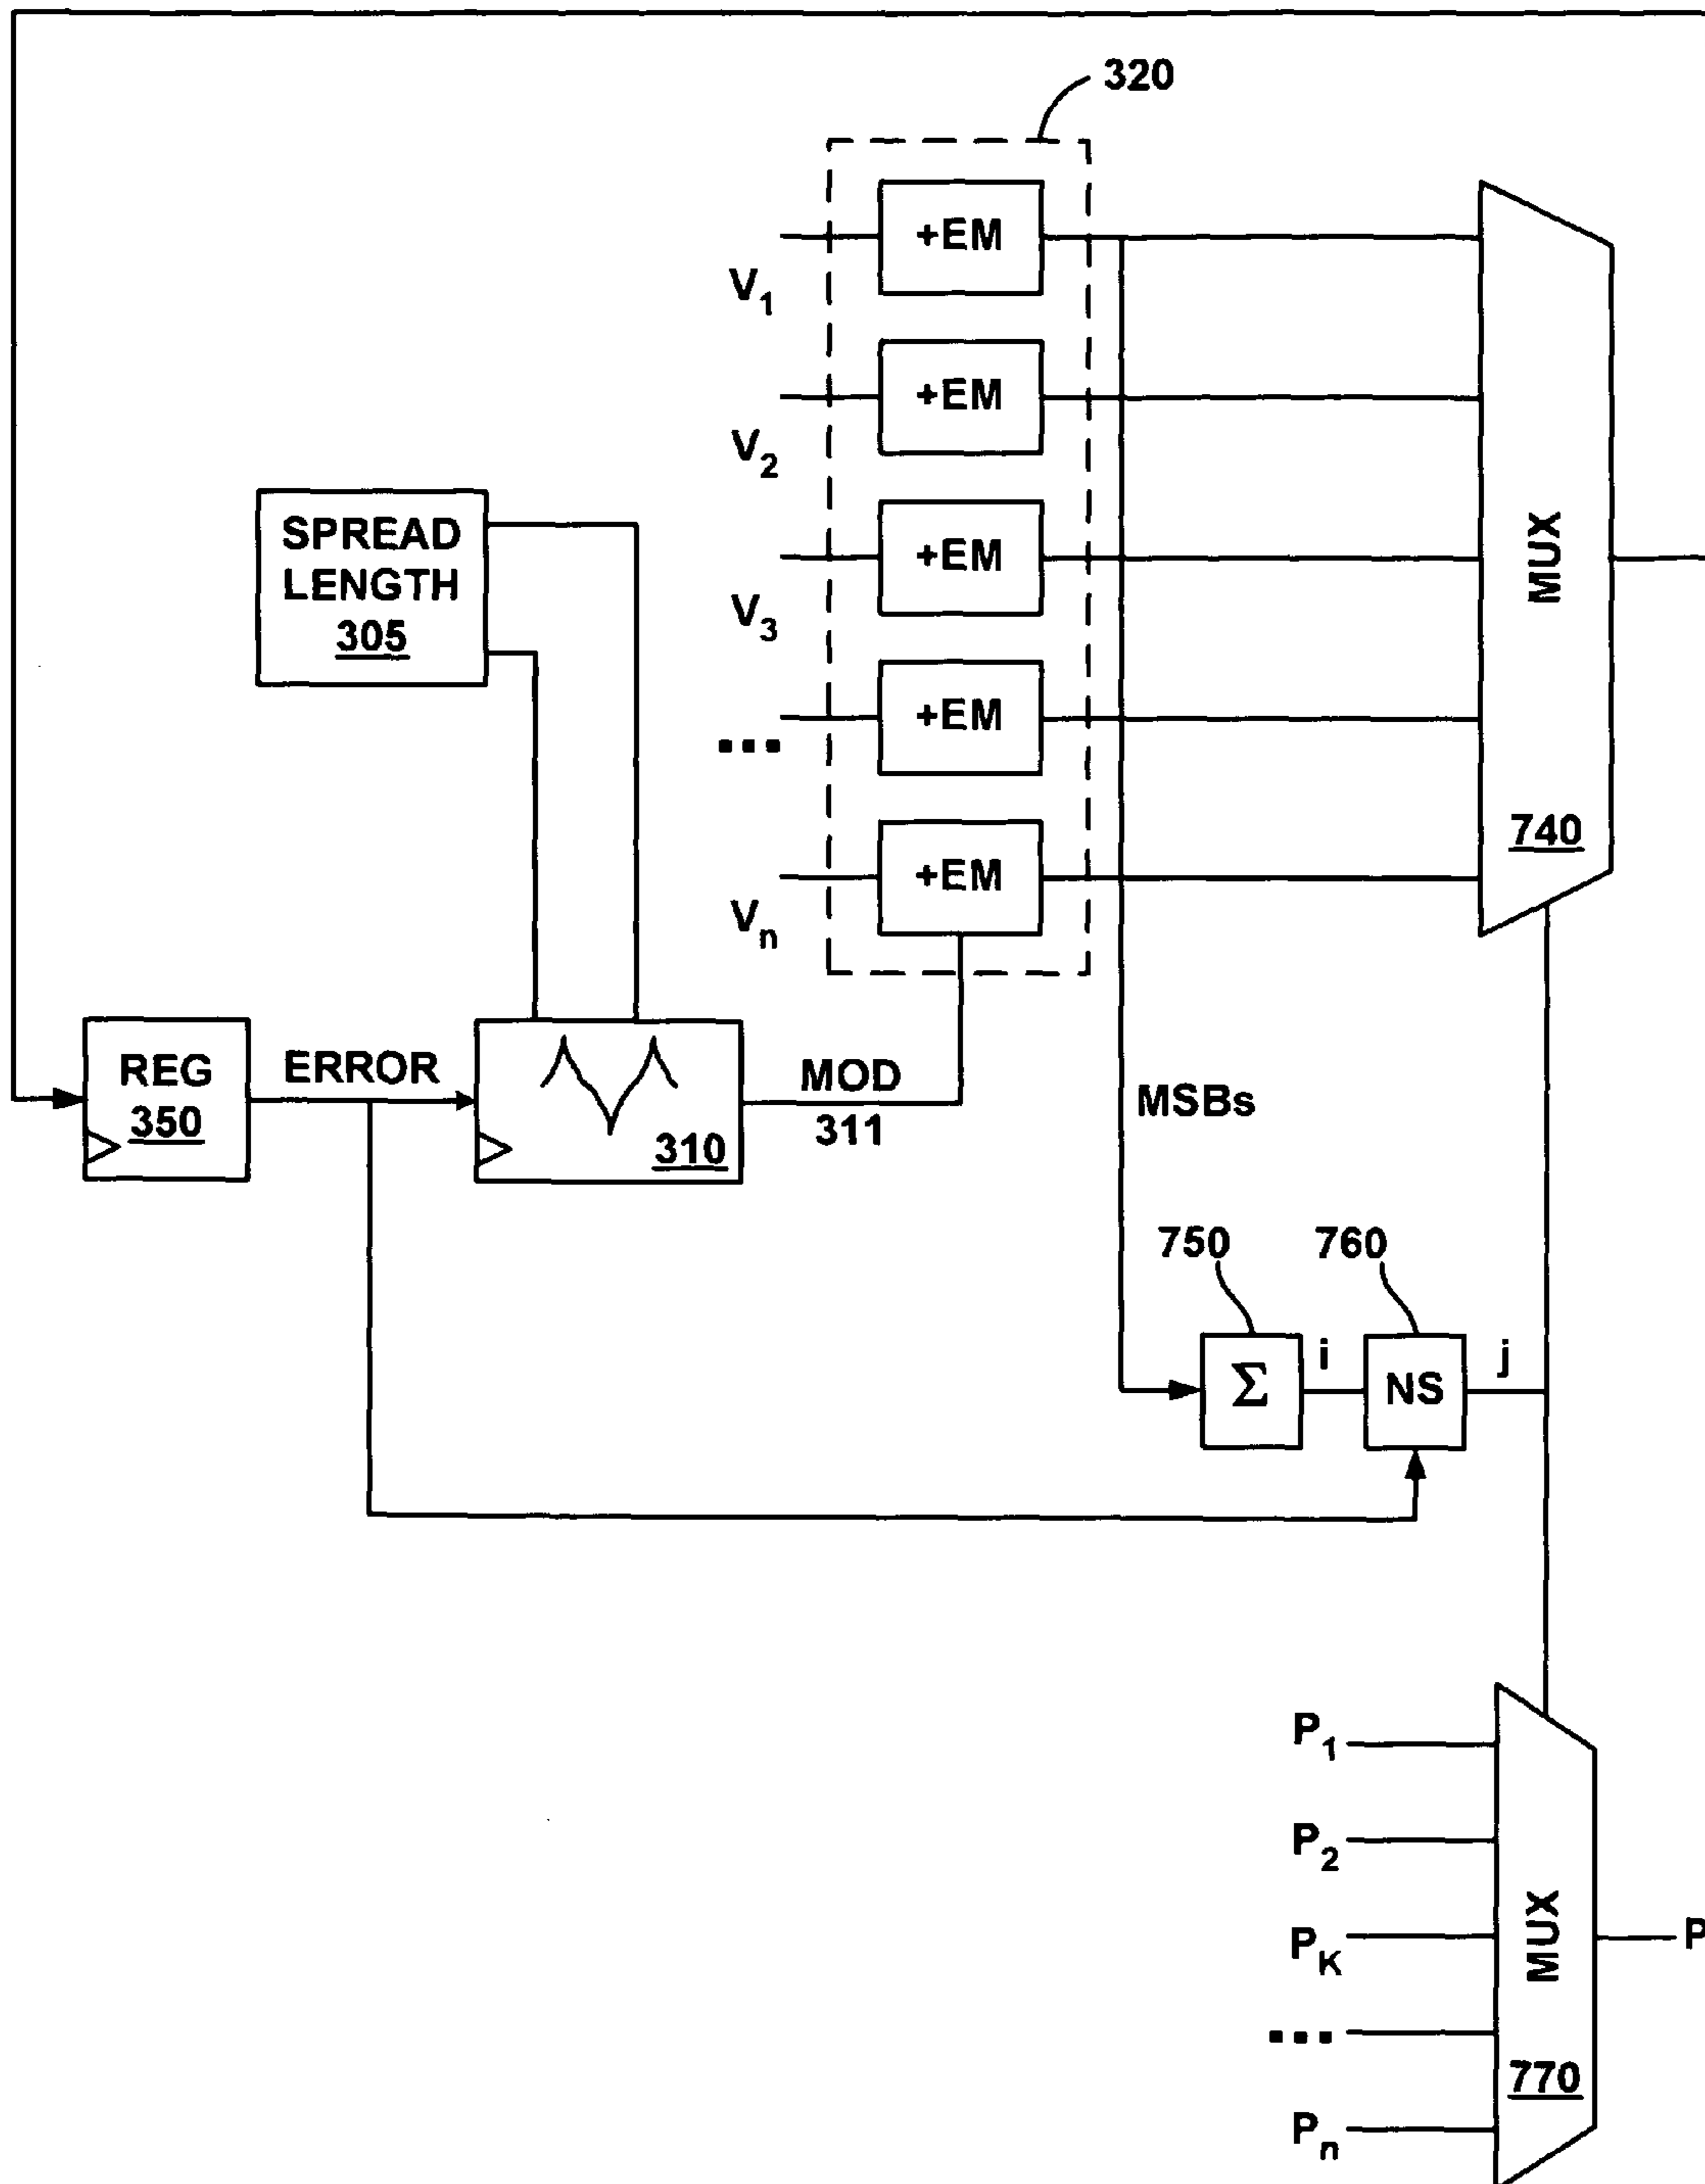 320
+EM
V1
+EM
V2
SPREAD
LENGTH
305
+EM
V3
MUX
+EM
...
740
+EM
Vn
REG
350
ERROR
310
MOD
311
MSBs
750
760
Σ
i
NS
j
P1
P2
PK
MUX
P
...
770
Pn